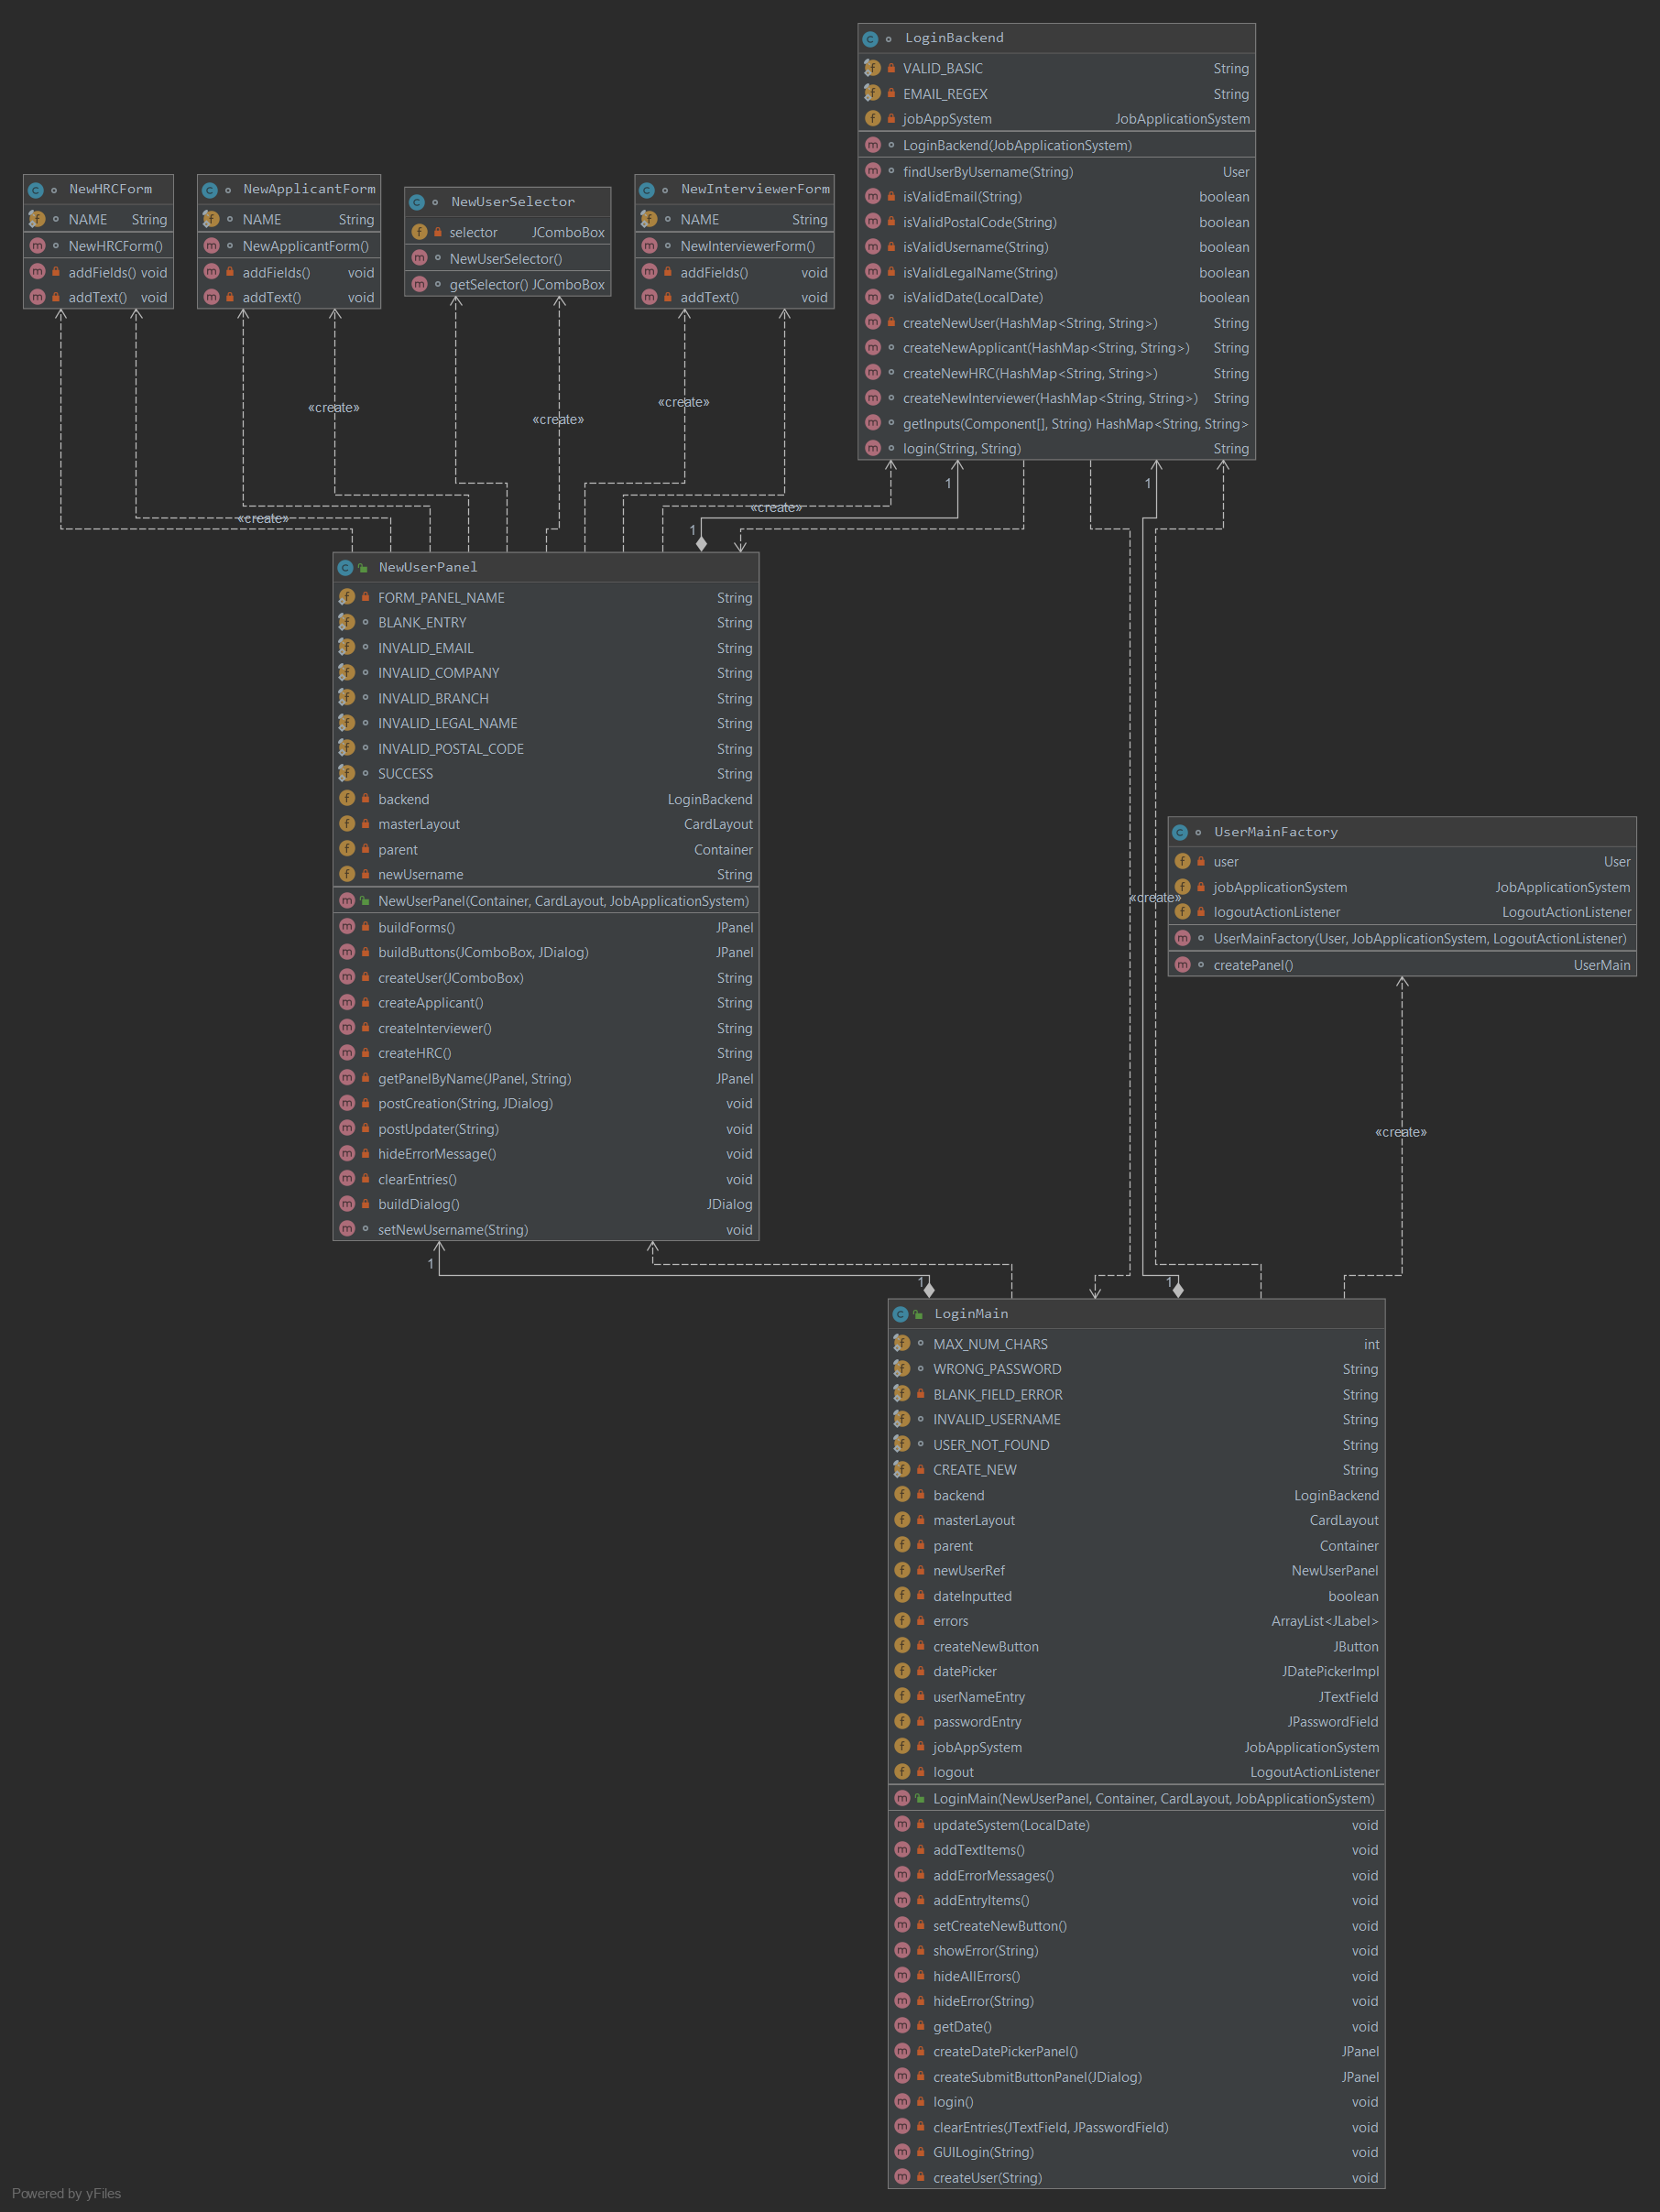 LoginBackend
VALID_BASIC String
EMAIL_REGEX String
jobAppSystem JobApplicationSystem
LoginBackend(JobApplicationSystem)
findUserByUsername(String) User
isValidEmail(String) boolean
isValidPostalCode(String) boolean
isValidUsername(String) boolean
isValidLegalName(String) boolean
isValidDate(LocalDate) boolean
createNewUser(HashMap<String, String>) String
createNewApplicant(HashMap<String, String>) String
createNewHRC(HashMap<String, String>) String
createNewInterviewer(HashMap<String, String>) String
getInputs(Component[], String) HashMap<String, String>
login(String, String) String
NewHRCForm
NAME String
NewHRCForm()
addFields() void
addText() void
NewApplicantForm
NAME String
NewApplicantForm()
addFields() void
addText() void
NewUserSelector
selector JComboBox
NewUserSelector()
getSelector() JComboBox
NewInterviewerForm
NAME String
NewInterviewerForm()
addFields() void
addText() void
«create»
«create»
«create»
«create»
«create»
1
1
1
NewUserPanel
FORM_PANEL_NAME String
BLANK_ENTRY String
INVALID_EMAIL String
INVALID_COMPANY String
INVALID_BRANCH String
INVALID_LEGAL_NAME String
INVALID_POSTAL_CODE String
SUCCESS String
backend LoginBackend
masterLayout CardLayout
parent Container
newUsername String
NewUserPanel(Container, CardLayout, JobApplicationSystem)
buildForms() JPanel
buildButtons(JComboBox, JDialog) JPanel
createUser(JComboBox) String
createApplicant() String
createInterviewer() String
createHRC() String
getPanelByName(JPanel, String) JPanel
postCreation(String, JDialog) void
postUpdater(String) void
hideErrorMessage() void
clearEntries() void
buildDialog() JDialog
setNewUsername(String) void
«create»
UserMainFactory
user User
jobApplicationSystem JobApplicationSystem
logoutActionListener LogoutActionListener
UserMainFactory(User, JobApplicationSystem, LogoutActionListener)
createPanel() UserMain
«create»
1
1
1
LoginMain
MAX_NUM_CHARS int
WRONG_PASSWORD String
BLANK_FIELD_ERROR String
INVALID_USERNAME String
USER_NOT_FOUND String
CREATE_NEW String
backend LoginBackend
masterLayout CardLayout
parent Container
newUserRef NewUserPanel
dateInputted boolean
errors ArrayList<JLabel>
createNewButton JButton
datePicker JDatePickerImpl
userNameEntry JTextField
passwordEntry JPasswordField
jobAppSystem JobApplicationSystem
logout LogoutActionListener
LoginMain(NewUserPanel, Container, CardLayout, JobApplicationSystem)
updateSystem(LocalDate) void
addTextItems() void
addErrorMessages() void
addEntryItems() void
setCreateNewButton() void
showError(String) void
hideAllErrors() void
hideError(String) void
getDate() void
createDatePickerPanel() JPanel
createSubmitButtonPanel(JDialog) JPanel
login() void
clearEntries(JTextField, JPasswordField) void
GUILogin(String) void
createUser(String) void
Powered by yFiles